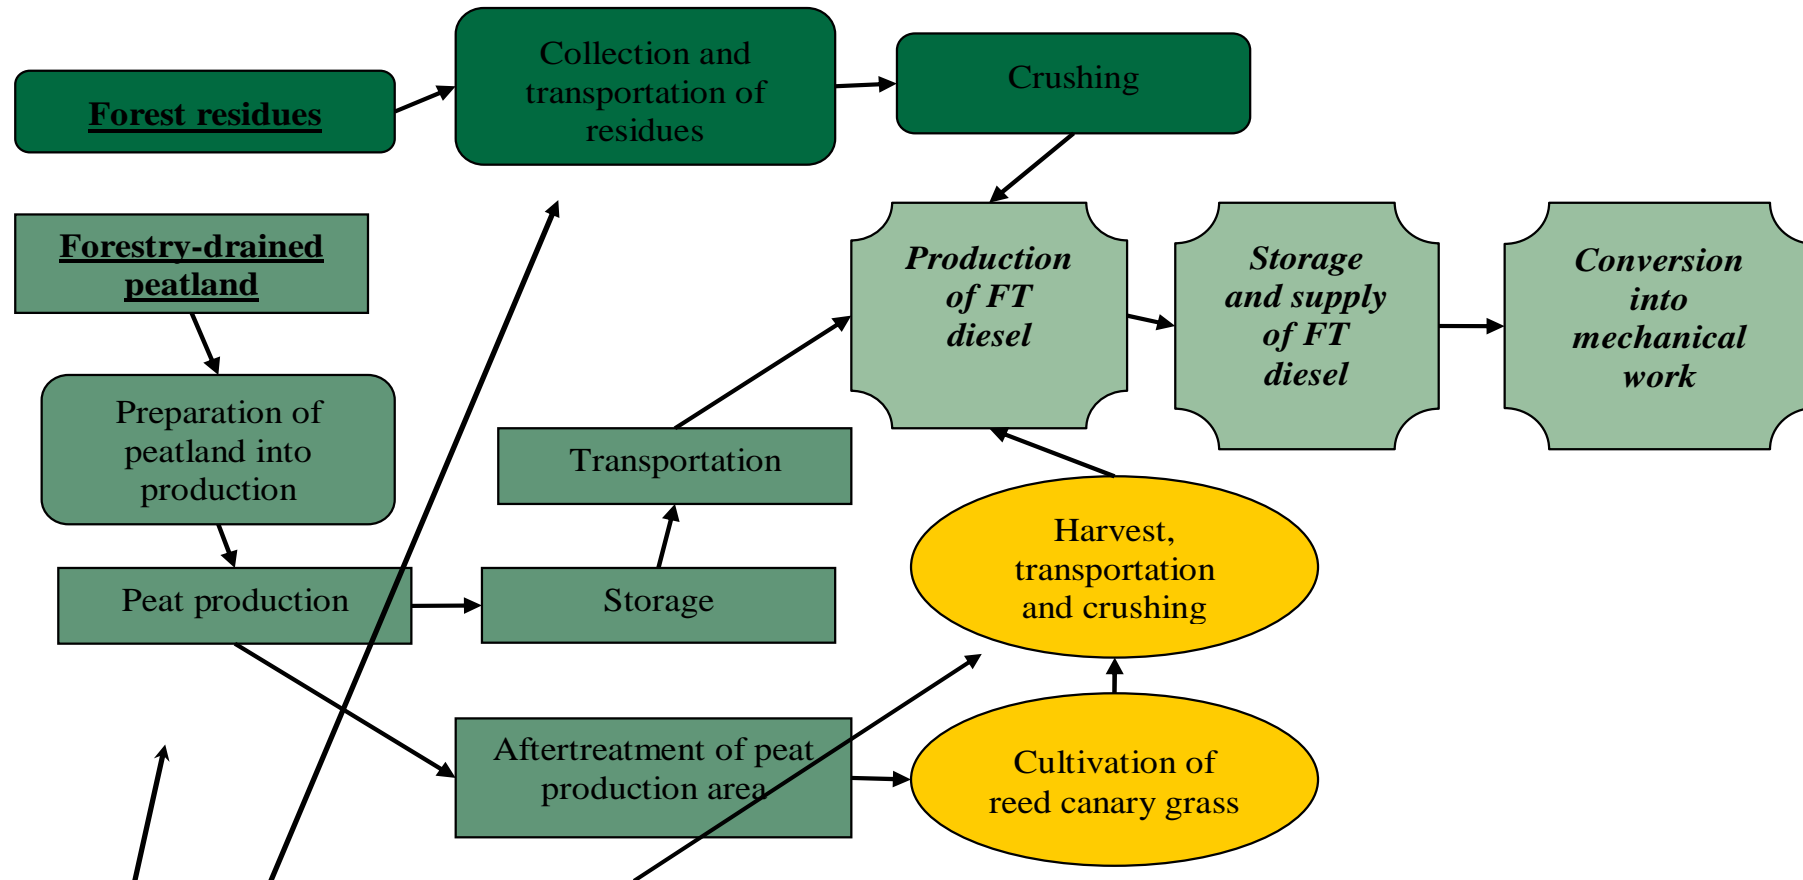 Forest residues
Collection and
transportation of
residues
Crushing
Forestry-drained
peatland
Production
of FT
diesel
Storage
and supply
of FT
diesel
Conversion
into
mechanical
work
Preparation of
peatland into
production
Transportation
Peat production
Storage
Harvest,
transportation
and crushing
Aftertreatment of peat
production area
Cultivation of
reed canary grass